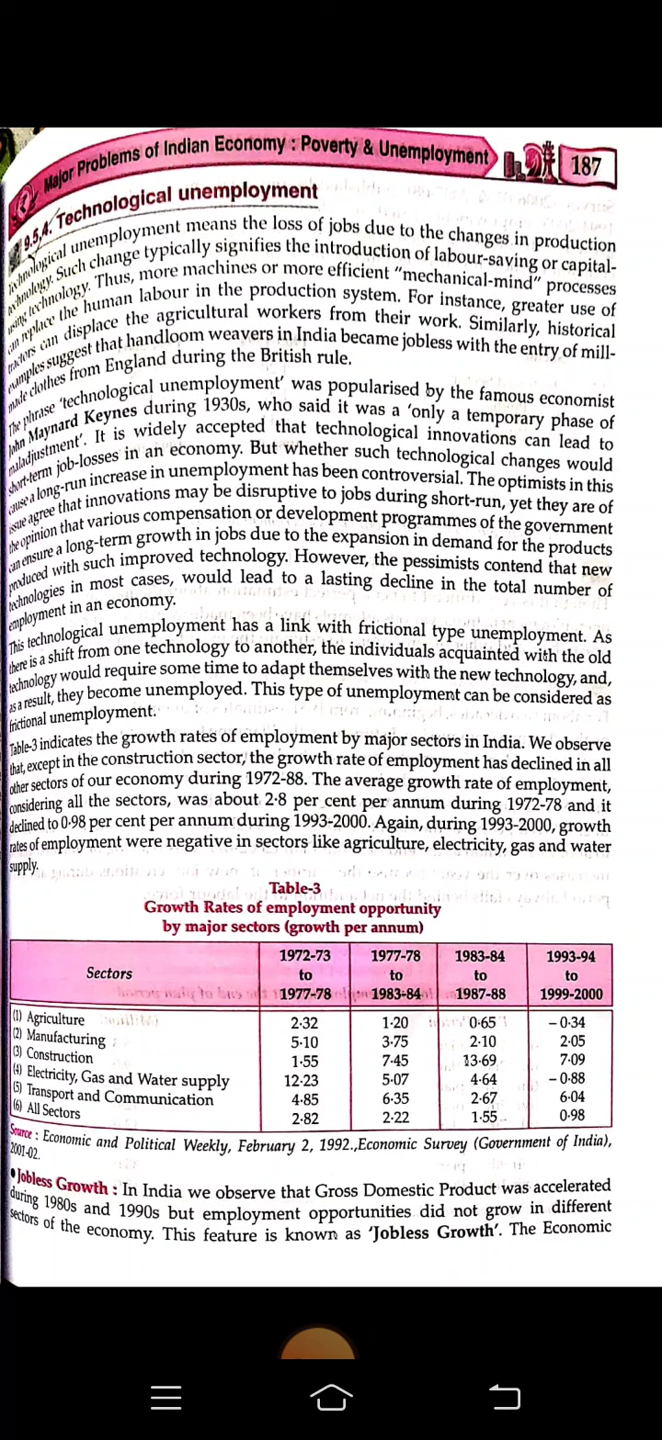 Major Problems of Indian Economy : Poverty & Unemployment 187
9.5.4. Technological unemployment
Technological unemployment means the loss of jobs due to the changes in production
technology. Such change typically signifies the introduction of labour-saving or capital-
using technology. Thus, more machines or more efficient "mechanical-mind" processes
can replace the human labour in the production system. For instance, greater use of
tractors can displace the agricultural workers from their work. Similarly, historical
examples suggest that handloom weavers in India became jobless with the entry of mill-
made clothes from England during the British rule.
The phrase 'technological unemployment' was popularised by the famous economist
John Maynard Keynes during 1930s, who said it was a 'only a temporary phase of
maladjustment'. It is widely accepted that technological innovations can lead to
short-term job-losses in an economy. But whether such technological changes would
cause a long-run increase in unemployment has been controversial. The optimists in this
issue agree that innovations may be disruptive to jobs during short-run, yet they are of
the opinion that various compensation or development programmes of the government
can ensure a long-term growth in jobs due to the expansion in demand for the products
produced with such improved technology. However, the pessimists contend that new
technologies in most cases, would lead to a lasting decline in the total number of
employment in an economy.
This technological unemployment has a link with frictional type unemployment. As
there is a shift from one technology to another, the individuals acquainted with the old
technology would require some time to adapt themselves with the new technology, and,
as a result, they become unemployed. This type of unemployment can be considered as
frictional unemployment.
Table-3 indicates the growth rates of employment by major sectors in India. We observe
that, except in the construction sector, the growth rate of employment has declined in all
other sectors of our economy during 1972-88. The average growth rate of employment,
considering all the sectors, was about 2·8 per cent per annum during 1972-78 and it
declined to 0·98 per cent per annum during 1993-2000. Again, during 1993-2000, growth
rates of employment were negative in sectors like agriculture, electricity, gas and water
supply.
Table-3
Growth Rates of employment opportunity
by major sectors (growth per annum)
Sectors 1972-73 to 1977-78 1977-78 to 1983-84 1983-84 to 1987-88 1993-94 to 1999-2000
(1) Agriculture 2·32 1·20 0·65 – 0·34
(2) Manufacturing 5·10 3·75 2·10 2·05
(3) Construction 1·55 7·45 13·69 7·09
(4) Electricity, Gas and Water supply 12·23 5·07 4·64 – 0·88
(5) Transport and Communication 4·85 6·35 2·67 6·04
(6) All Sectors 2·82 2·22 1·55 0·98
Source : Economic and Political Weekly, February 2, 1992.,Economic Survey (Government of India),
2001-02.
•Jobless Growth : In India we observe that Gross Domestic Product was accelerated
during 1980s and 1990s but employment opportunities did not grow in different
sectors of the economy. This feature is known as 'Jobless Growth'. The Economic